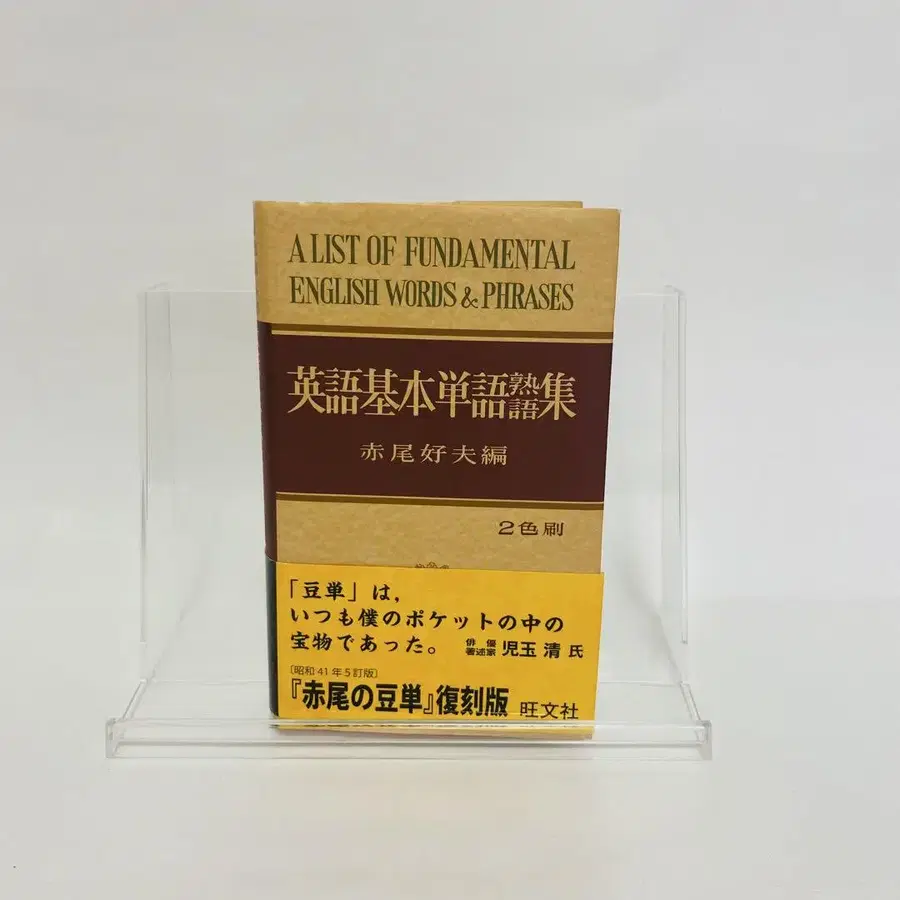 A LIST OF FUNDAMENTAL
ENGLISH WORDS & PHRASES
英語基本単語熟語集
赤尾好夫編
2色刷
「豆単」は，
いつも僕のポケットの中の
宝物であった。
俳優
著述家 児玉 清 氏
〔昭和41年5訂版〕
『赤尾の豆単』復刻版 旺文社